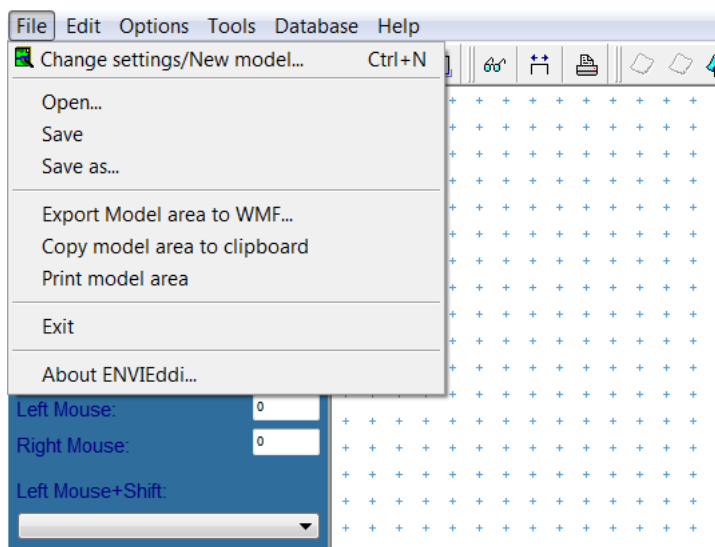 File Edit Options Tools Database Help
Change settings/New model... Ctrl+N
Open...
Save
Save as...
Export Model area to WMF...
Copy model area to clipboard
Print model area
Exit
About ENVIEddi...
Left Mouse: 0
Right Mouse: 0
Left Mouse+Shift: